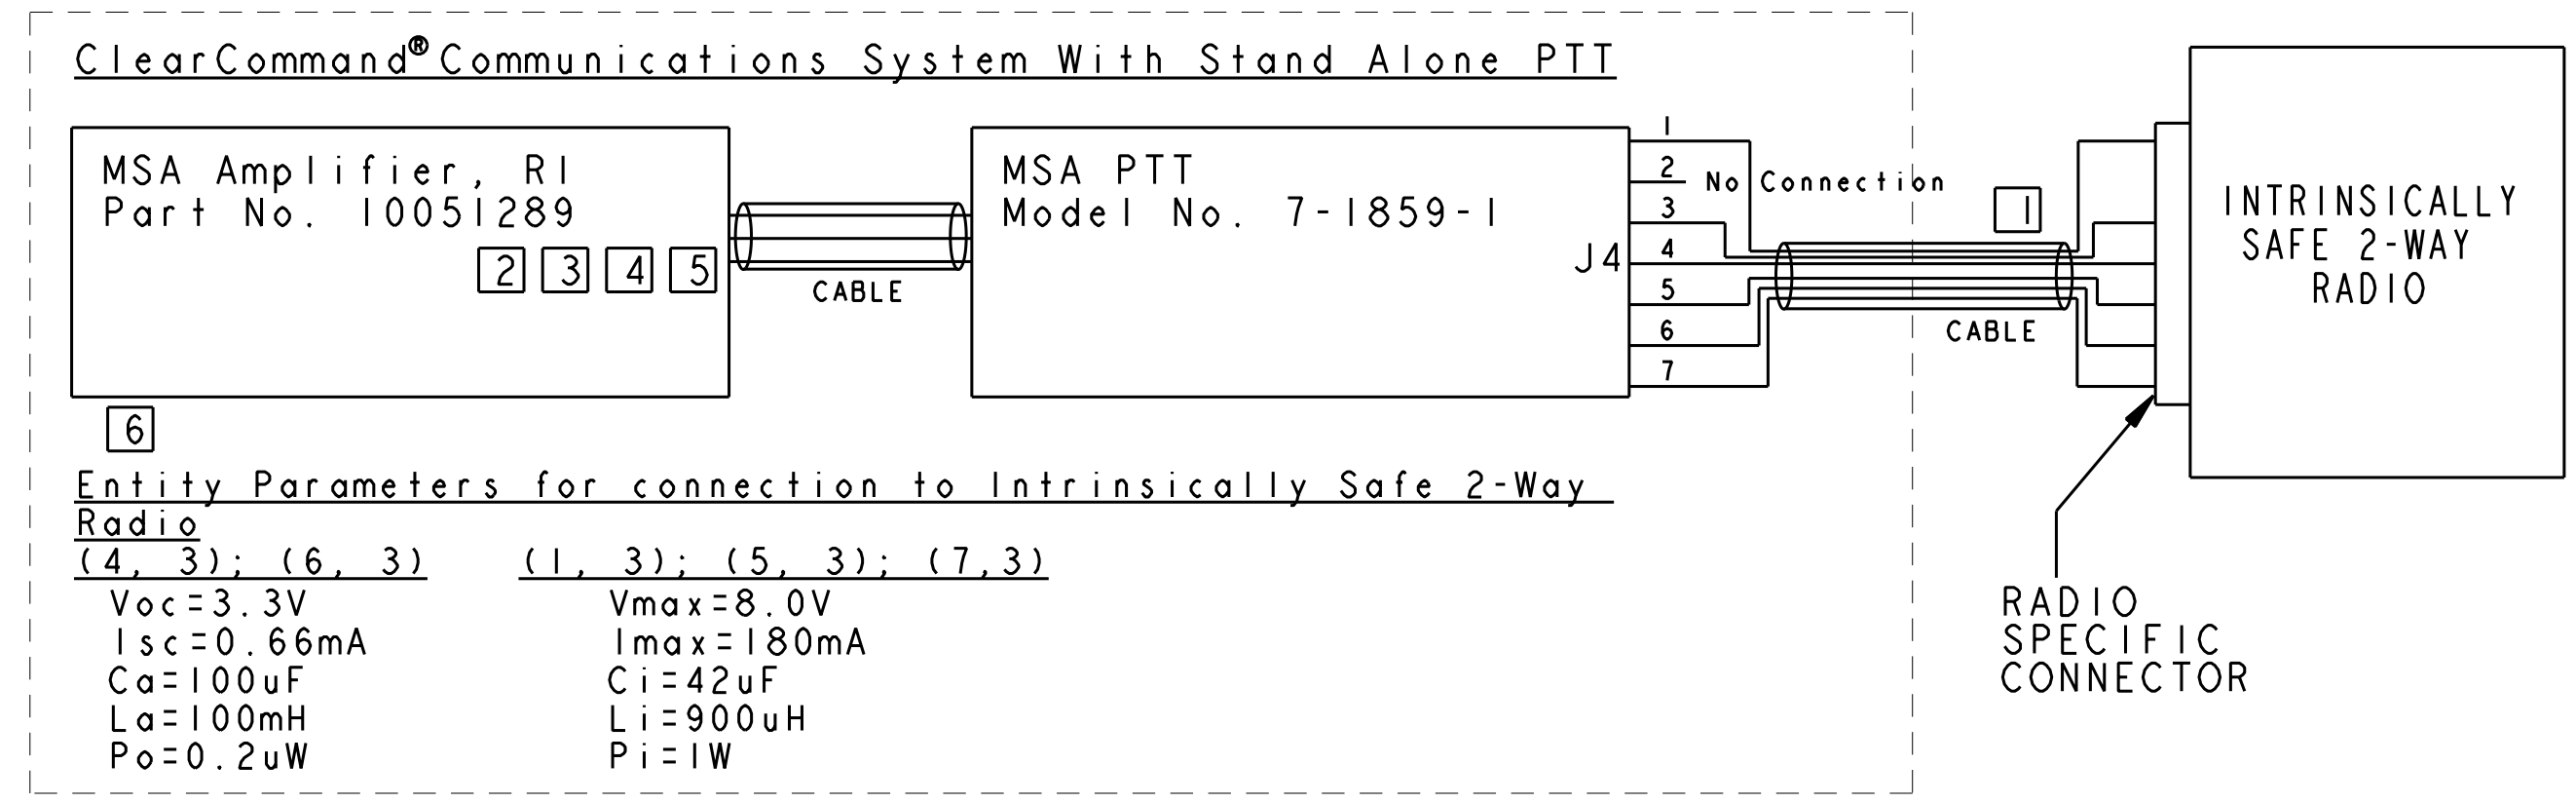 ClearCommand® Communications System With Stand Alone PTT
MSA Amplifier, RI
Part No. 10051289
2 3 4 5
CABLE
MSA PTT
Model No. 7-1859-1
J4
1
2
No Connection
3
4
5
6
7
1
CABLE
INTRINSICALLY
SAFE 2-WAY
RADIO
6
Entity Parameters for connection to Intrinsically Safe 2-Way
Radio
(4, 3); (6, 3)
Voc=3.3V
Isc=0.66mA
Ca=100uF
La=100mH
Po=0.2uW
(1, 3); (5, 3); (7,3)
Vmax=8.0V
Imax=180mA
Ci=42uF
Li=900uH
Pi=1W
RADIO
SPECIFIC
CONNECTOR